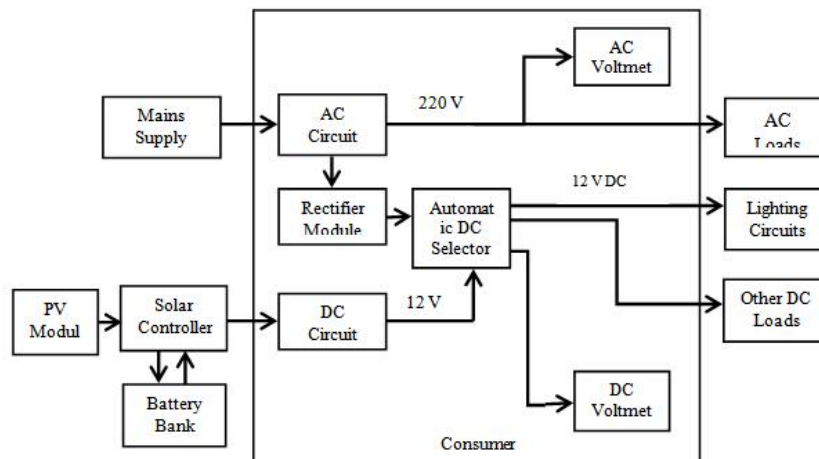 AC
Voltmet
Mains
Supply
AC
Circuit
220 V
AC
Loads
Rectifier
Module
Automat
ic DC
Selector
12 V DC
Lighting
Circuits
PV
Modul
Solar
Controller
DC
Circuit
12 V
Other DC
Loads
Battery
Bank
DC
Voltmet
Consumer